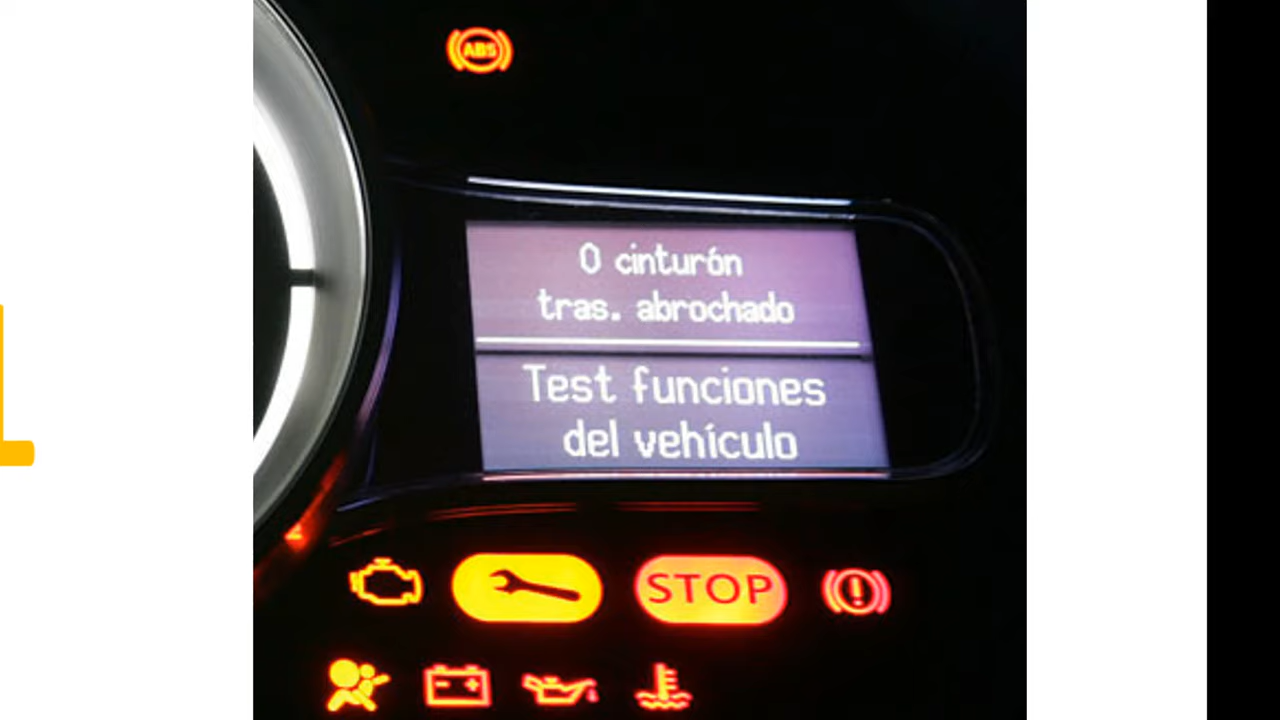 ABS
0 cinturón
tras. abrochado
Test funciones
del vehículo
STOP